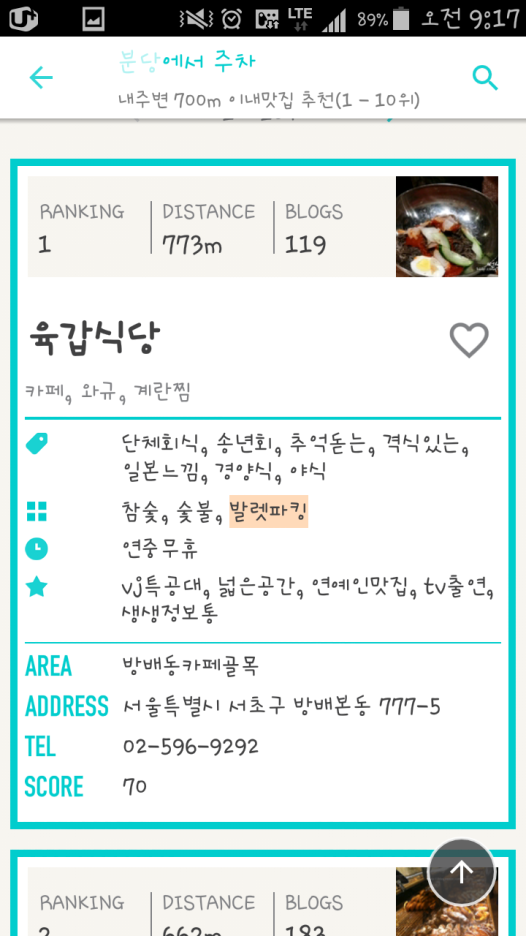 U+
LTE
89%
오전 9:17
분당에서 주차
내주변 700m 이내맛집 추천(1 - 10위)
RANKING DISTANCE BLOGS
1 773m 119
육갑식당
카페, 와규, 계란찜
단체회식, 송년회, 추억돋는, 격식있는,
일본느낌, 경양식, 야식
참숯, 숯불, 발렛파킹
연중무휴
vj특공대, 넓은공간, 연예인맛집, tv출연,
생생정보통
AREA 방배동카페골목
ADDRESS 서울특별시 서초구 방배본동 777-5
TEL 02-596-9292
SCORE 70
RANKING DISTANCE BLOGS
2 662m 183